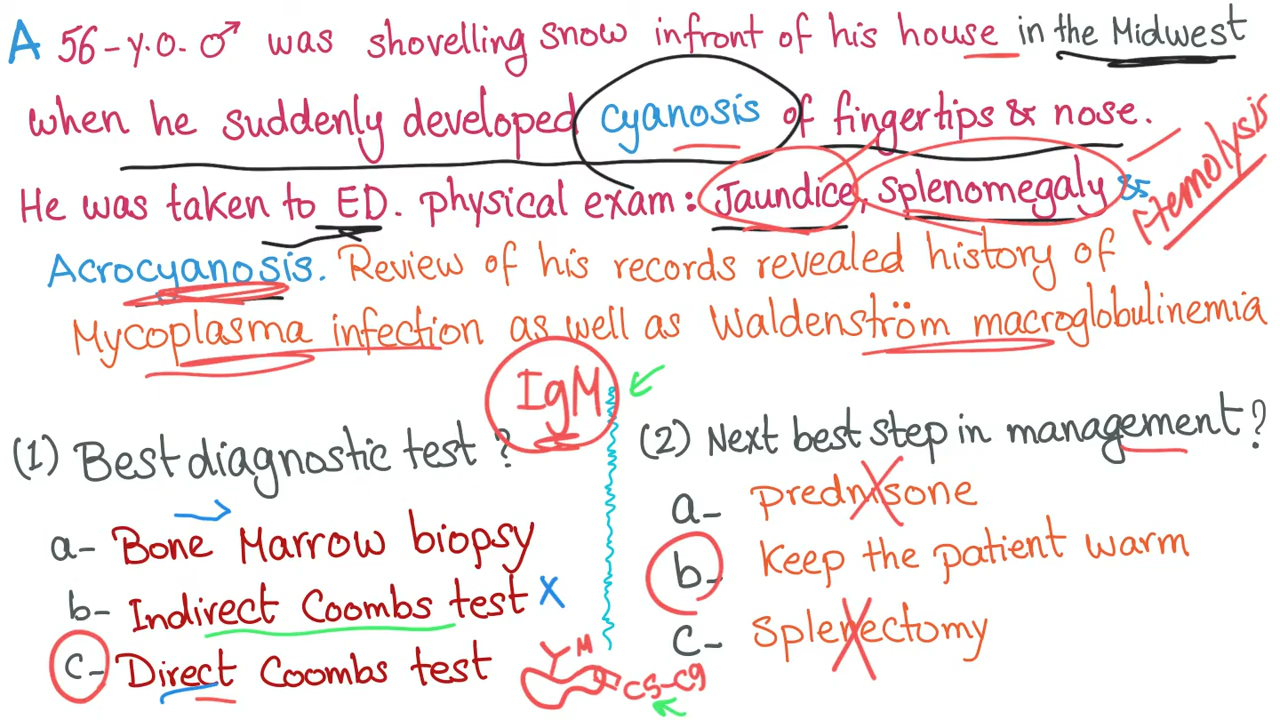 A 56-y.o. ♂ was shovelling snow infront of his house in the Midwest
when he suddenly developed cyanosis of fingertips & nose.
He was taken to ED. physical exam: Jaundice, splenomegaly &
Hemolysis
Acrocyanosis. Review of his records revealed history of
Mycoplasma infection as well as Waldenström macroglobulinemia
IgM
(1) Best diagnostic test?
a- Bone Marrow biopsy
b- Indirect Coombs test X
c- Direct Coombs test
M
C5-C9
(2) Next best step in management?
a- prednisone
b- Keep the patient warm
c- Splenectomy